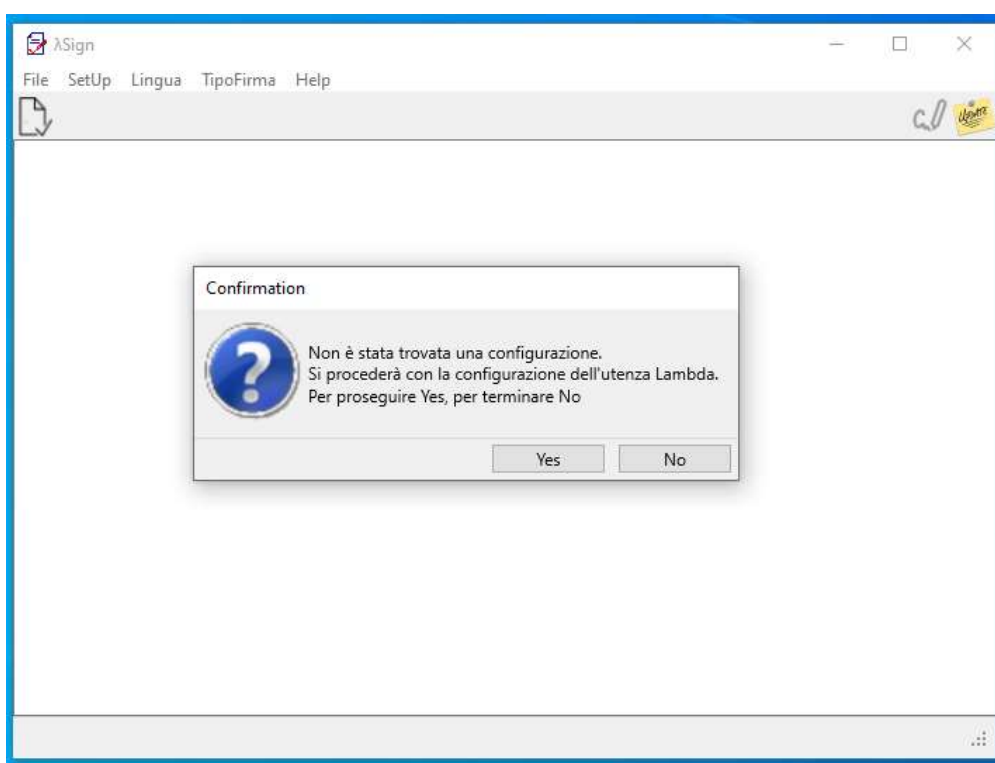 λSign
File SetUp Lingua TipoFirma Help
Update
Confirmation
Non è stata trovata una configurazione.
Si procederà con la configurazione dell'utenza Lambda.
Per proseguire Yes, per terminare No
Yes No